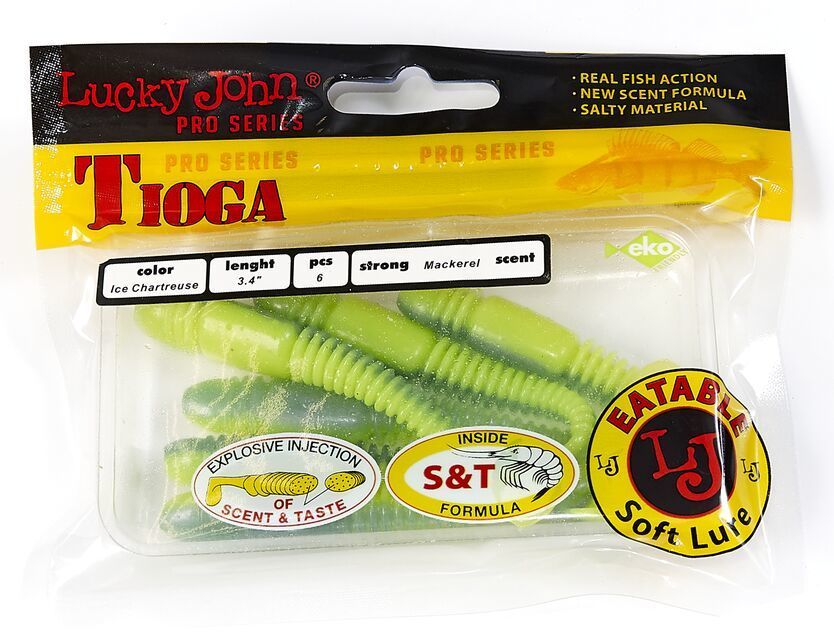 Lucky John®
PRO SERIES
• REAL FISH ACTION
• NEW SCENT FORMULA
• SALTY MATERIAL
PRO SERIES PRO SERIES
TIOGA
color
Ice Chartreuse
lenght
3.4"
pcs
6
strong Mackerel scent
eko
EXPLOSIVE INJECTION
OF
SCENT & TASTE
INSIDE
S&T
FORMULA
EATABLE
LJ LJ LJ
Soft Lure